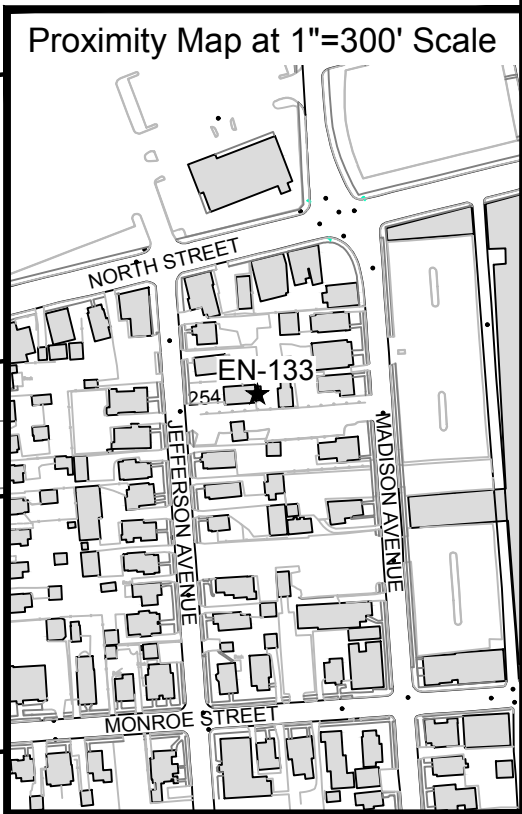 Proximity Map at 1"=300' Scale
NORTH STREET
EN-133
254
JEFFERSON AVENUE
MADISON AVENUE
MONROE STREET